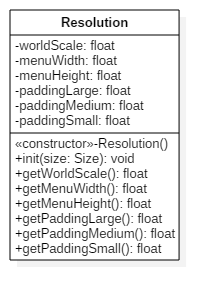 Resolution
-worldScale: float
-menuWidth: float
-menuHeight: float
-paddingLarge: float
-paddingMedium: float
-paddingSmall: float
«constructor»-Resolution()
+init(size: Size): void
+getWorldScale(): float
+getMenuWidth(): float
+getMenuHeight(): float
+getPaddingLarge(): float
+getPaddingMedium(): float
+getPaddingSmall(): float